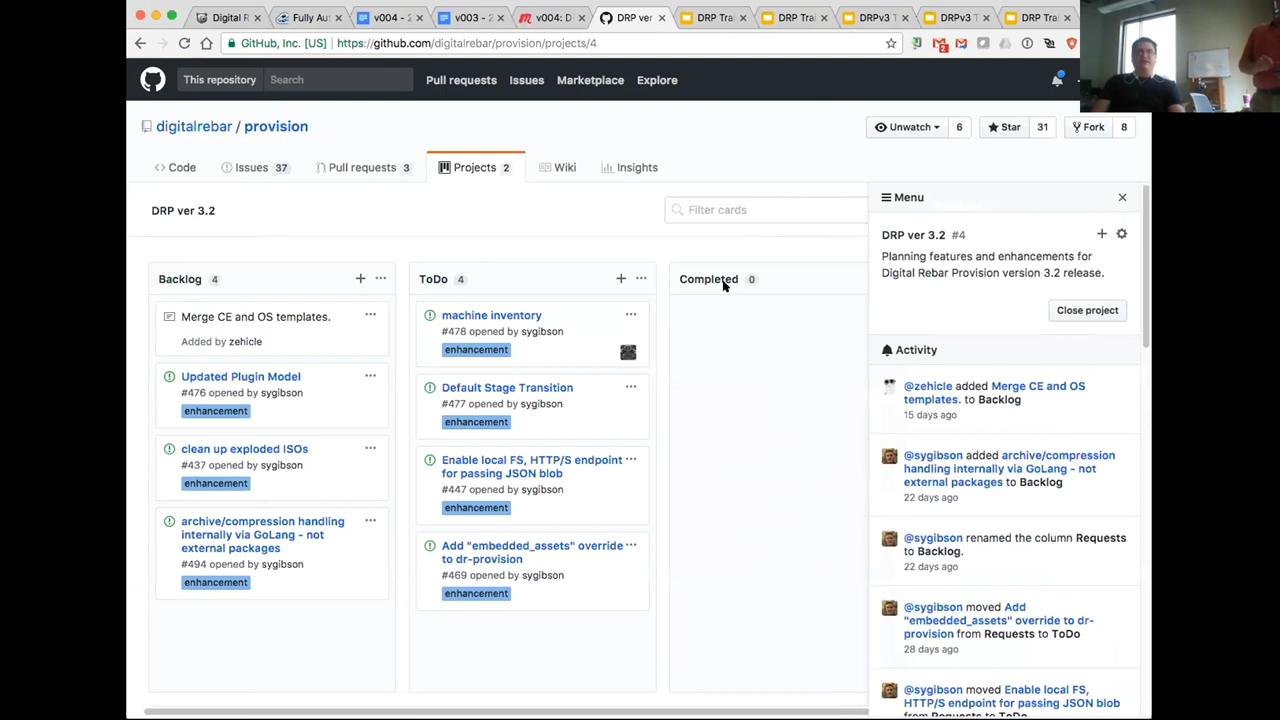 Digital R
Fully Aut
v004 - 2
v003 - 2
v004: D
DRP ver
DRP Trai
DRP Trai
DRPv3 T
DRPv3 T
DRP Trai
GitHub, Inc. [US] https://github.com/digitalrebar/provision/projects/4
2
This repository Search Pull requests Issues Marketplace Explore
digitalrebar / provision
Unwatch 6 Star 31 Fork 8
Code Issues 37 Pull requests 3 Projects 2 Wiki Insights
DRP ver 3.2
Filter cards
Backlog 4
Merge CE and OS templates.
Added by zehicle
Updated Plugin Model
#476 opened by sygibson
enhancement
clean up exploded ISOs
#437 opened by sygibson
enhancement
archive/compression handling
internally via GoLang - not
external packages
#494 opened by sygibson
enhancement
ToDo 4
machine inventory
#478 opened by sygibson
enhancement
Default Stage Transition
#477 opened by sygibson
enhancement
Enable local FS, HTTP/S endpoint
for passing JSON blob
#447 opened by sygibson
enhancement
Add "embedded_assets" override
to dr-provision
#469 opened by sygibson
enhancement
Completed 0
Menu
DRP ver 3.2 #4
Planning features and enhancements for
Digital Rebar Provision version 3.2 release.
Close project
Activity
@zehicle added Merge CE and OS
templates. to Backlog
15 days ago
@sygibson added archive/compression
handling internally via GoLang - not
external packages to Backlog
22 days ago
@sygibson renamed the column Requests
to Backlog.
22 days ago
@sygibson moved Add
"embedded_assets" override to dr-
provision from Requests to ToDo
28 days ago
@sygibson moved Enable local FS,
HTTP/S endpoint for passing JSON blob
from Requests to ToDo